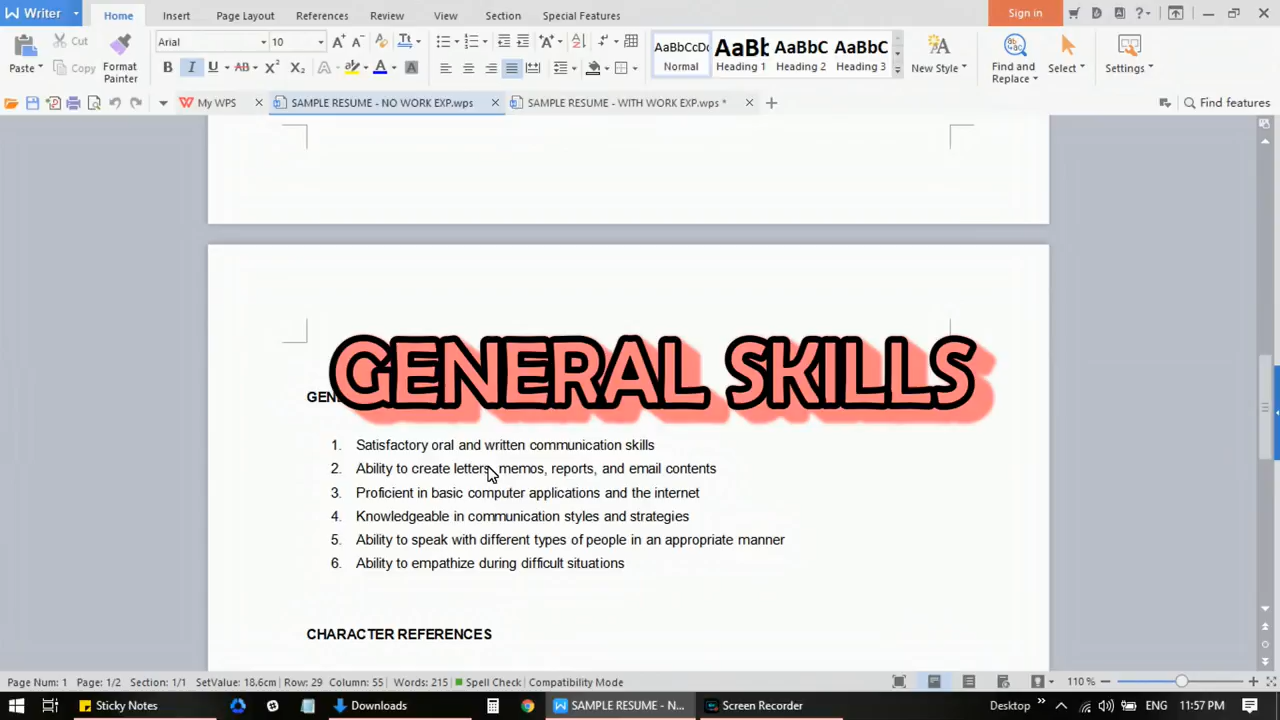 Writer
Home Insert Page Layout References Review View Section Special Features Sign in
Paste Cut Copy Format Painter Arial 10 B I U AB X² X₂ A A A
AaBbCcDd AaBb AaBbC AaBbC
Normal Heading 1 Heading 2 Heading 3 New Style Find and Replace Select Settings
My WPS SAMPLE RESUME - NO WORK EXP.wps SAMPLE RESUME - WITH WORK EXP.wps * Find features
GENERAL SKILLS
GEN
1. Satisfactory oral and written communication skills
2. Ability to create letters, memos, reports, and email contents
3. Proficient in basic computer applications and the internet
4. Knowledgeable in communication styles and strategies
5. Ability to speak with different types of people in an appropriate manner
6. Ability to empathize during difficult situations
CHARACTER REFERENCES
Page Num: 1 Page: 1/2 Section: 1/1 SetValue: 18.6cm Row: 29 Column: 55 Words: 215 Spell Check Compatibility Mode 110 %
Sticky Notes Downloads SAMPLE RESUME - N... Screen Recorder Desktop ENG 11:57 PM